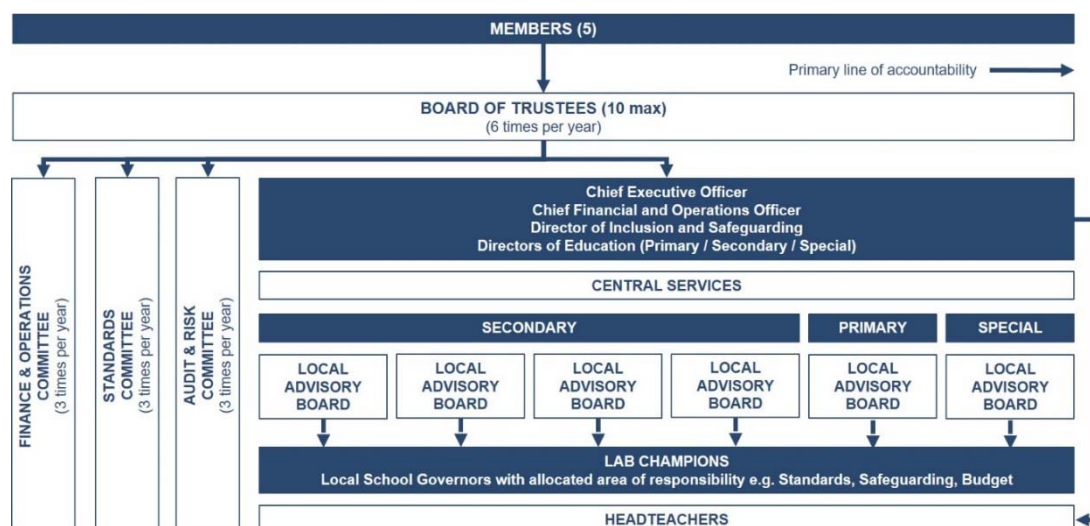 MEMBERS (5)
Primary line of accountability
BOARD OF TRUSTEES (10 max)
(6 times per year)
FINANCE & OPERATIONS
COMMITTEE
(3 times per year)
STANDARDS
COMMITTEE
(3 times per year)
AUDIT & RISK
COMMITTEE
(3 times per year)
Chief Executive Officer
Chief Financial and Operations Officer
Director of Inclusion and Safeguarding
Directors of Education (Primary / Secondary / Special)
CENTRAL SERVICES
SECONDARY
PRIMARY
SPECIAL
LOCAL
ADVISORY
BOARD
LOCAL
ADVISORY
BOARD
LOCAL
ADVISORY
BOARD
LOCAL
ADVISORY
BOARD
LOCAL
ADVISORY
BOARD
LOCAL
ADVISORY
BOARD
LAB CHAMPIONS
Local School Governors with allocated area of responsibility e.g. Standards, Safeguarding, Budget
HEADTEACHERS